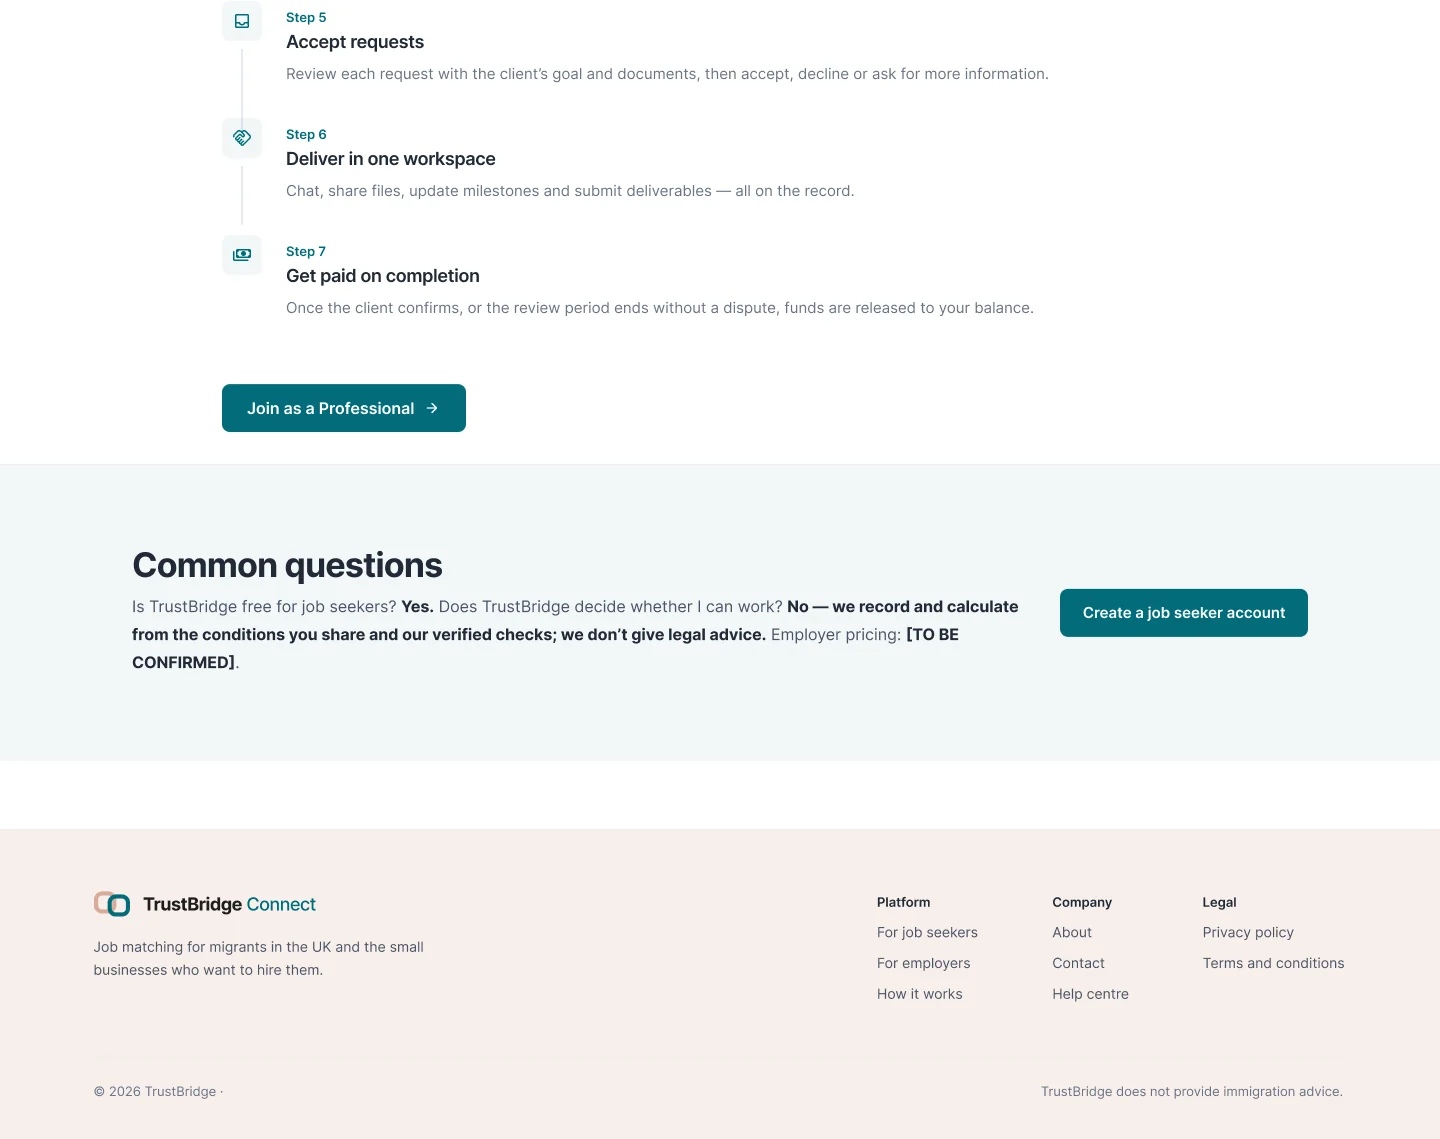 Step 5
Accept requests
Review each request with the client’s goal and documents, then accept, decline or ask for more information.
Step 6
Deliver in one workspace
Chat, share files, update milestones and submit deliverables — all on the record.
Step 7
Get paid on completion
Once the client confirms, or the review period ends without a dispute, funds are released to your balance.
Join as a Professional →
Common questions
Is TrustBridge free for job seekers? Yes. Does TrustBridge decide whether I can work? No — we record and calculate
from the conditions you share and our verified checks; we don’t give legal advice. Employer pricing: [TO BE
CONFIRMED].
Create a job seeker account
TrustBridge Connect
Job matching for migrants in the UK and the small
businesses who want to hire them.
Platform
For job seekers
For employers
How it works
Company
About
Contact
Help centre
Legal
Privacy policy
Terms and conditions
© 2026 TrustBridge ·
TrustBridge does not provide immigration advice.